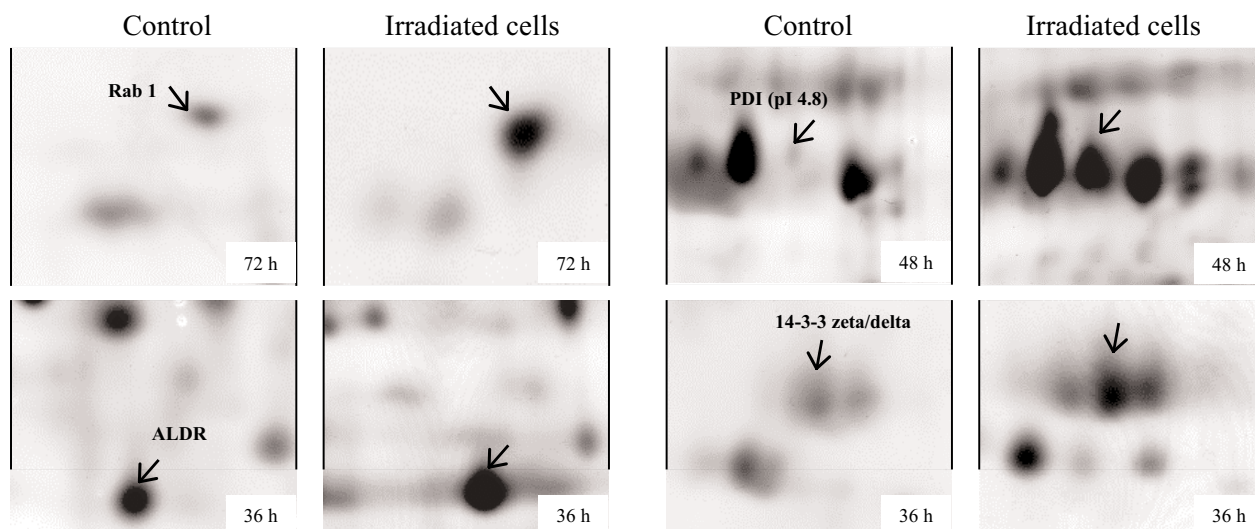 Control
Irradiated cells
Control
Irradiated cells
Rab 1
72 h
72 h
PDI (pI 4.8)
48 h
48 h
ALDR
36 h
36 h
14-3-3 zeta/delta
36 h
36 h